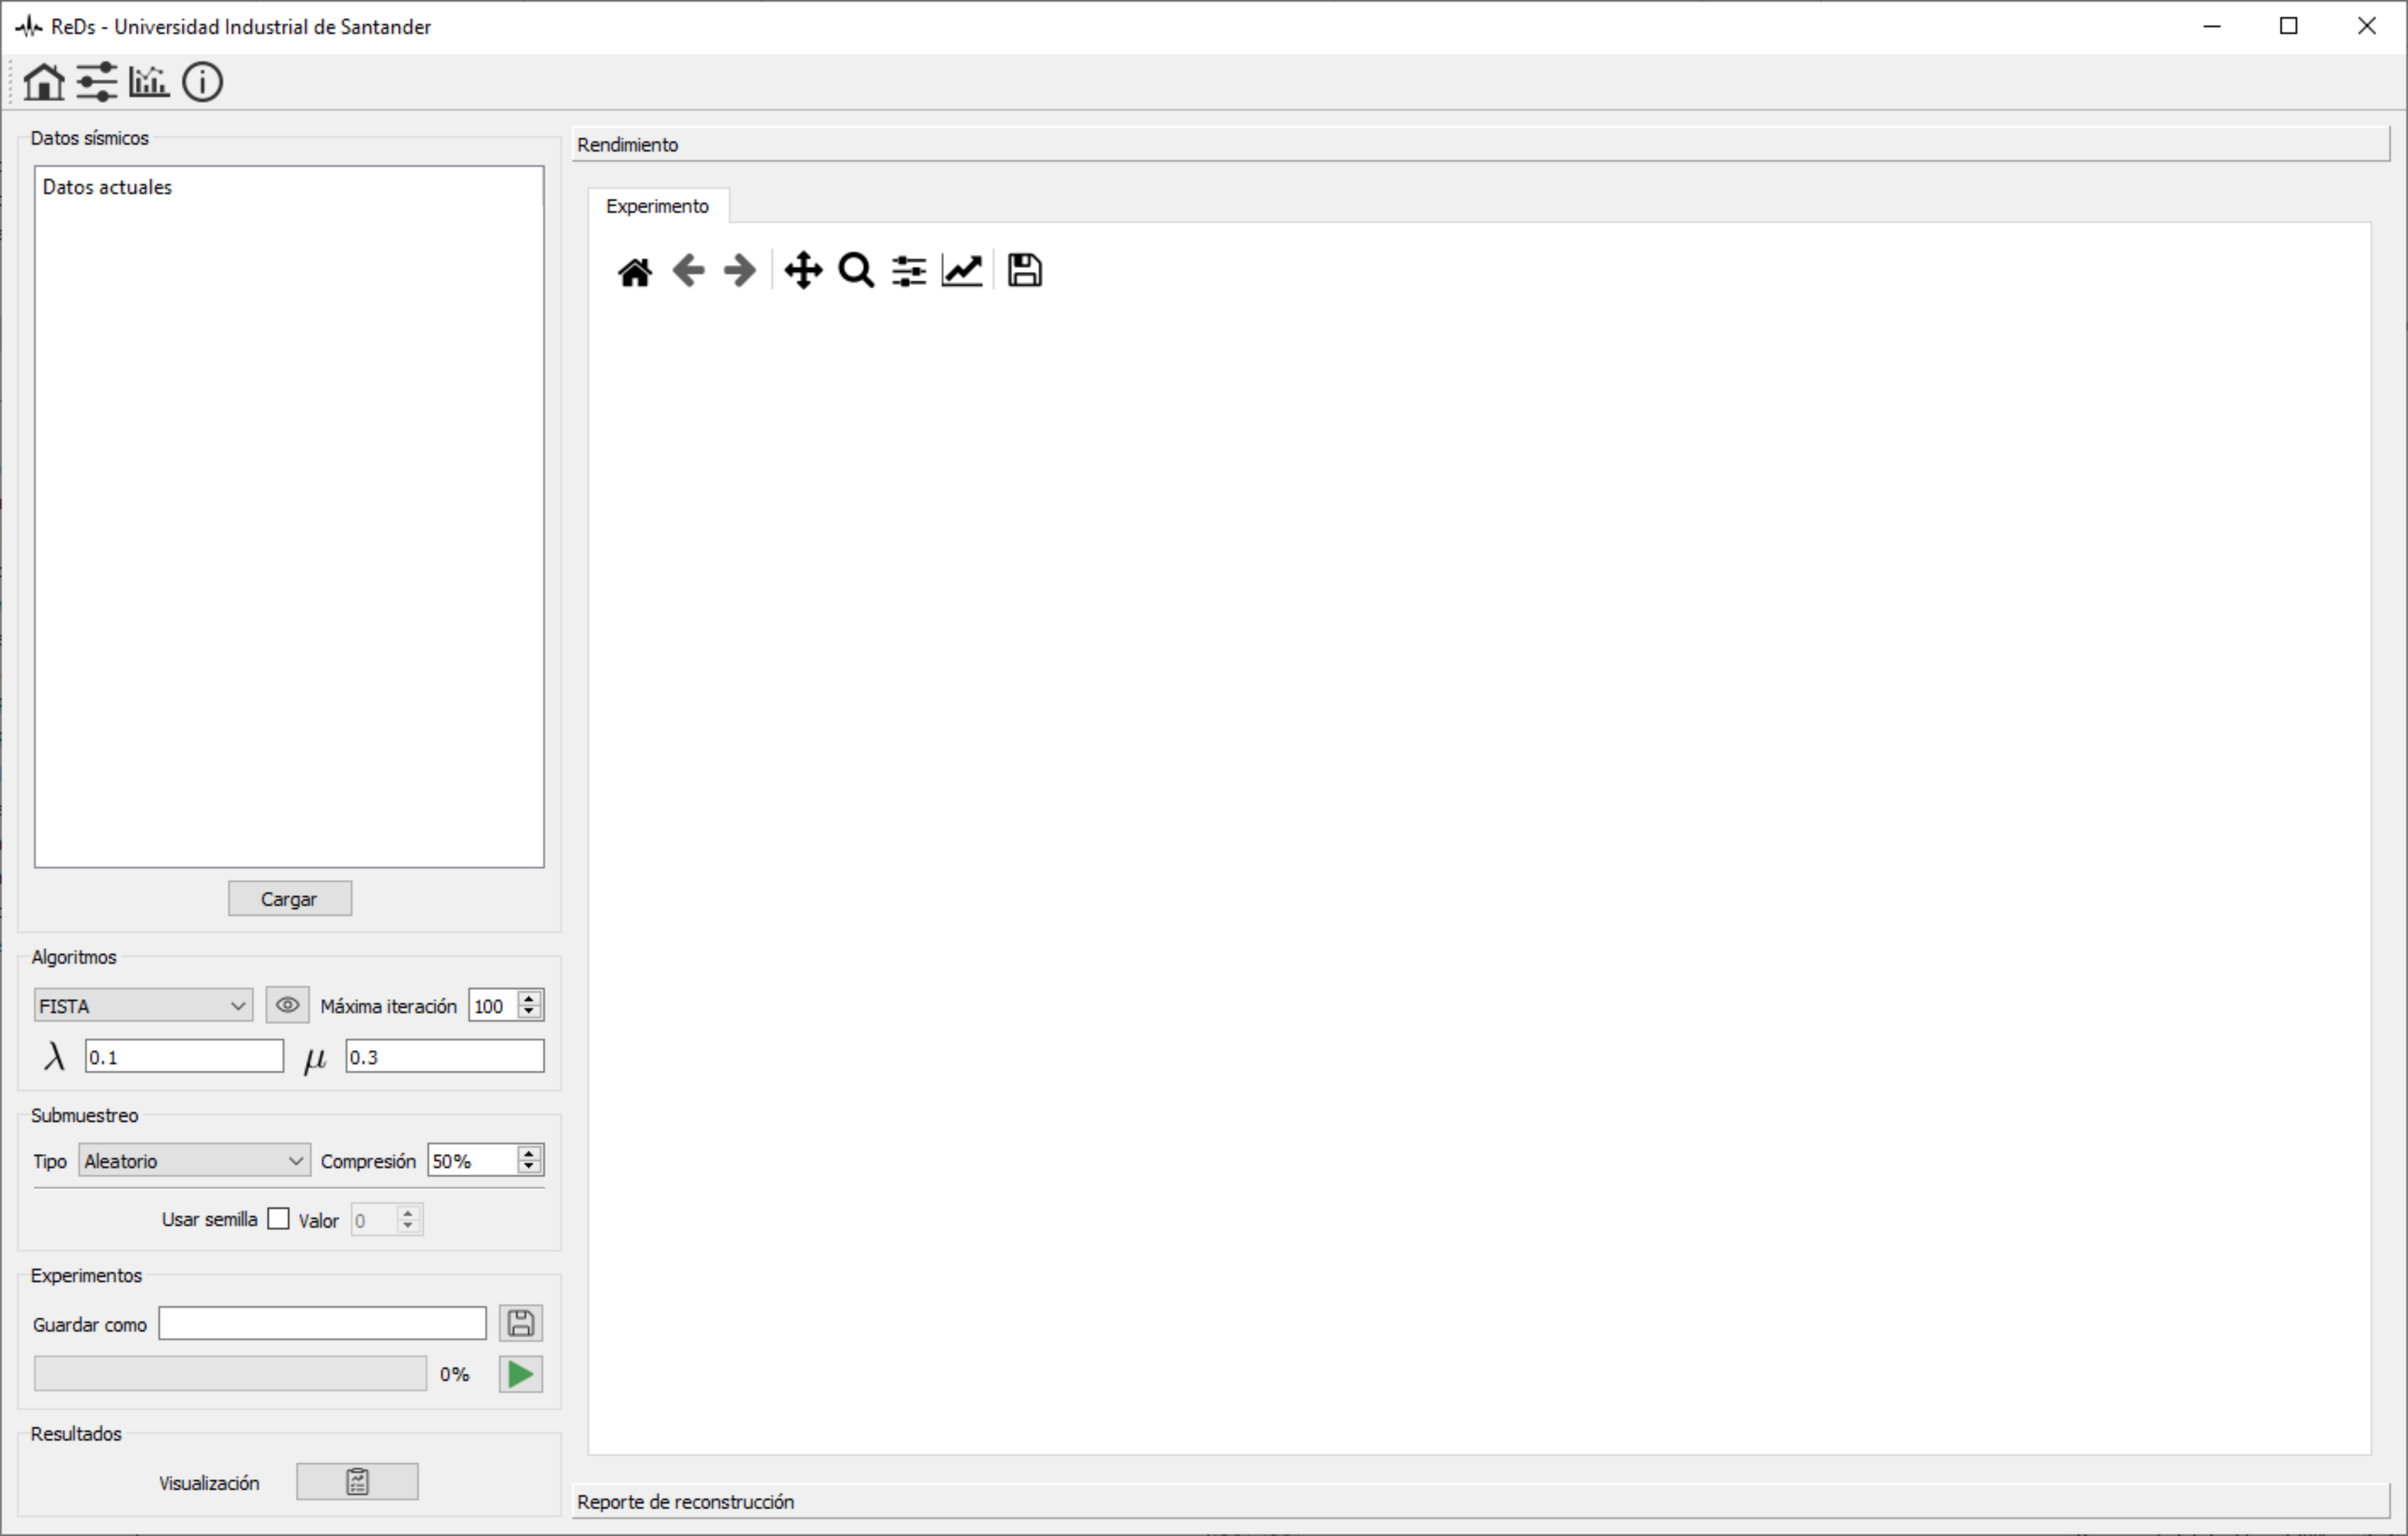 ReDs - Universidad Industrial de Santander
Datos sísmicos
Datos actuales
Cargar
Algoritmos
FISTA
Máxima iteración 100
λ 0.1 μ 0.3
Submuestreo
Tipo Aleatorio Compresión 50%
Usar semilla Valor 0
Experimentos
Guardar como
0%
Resultados
Visualización
Rendimiento
Experimento
Reporte de reconstrucción